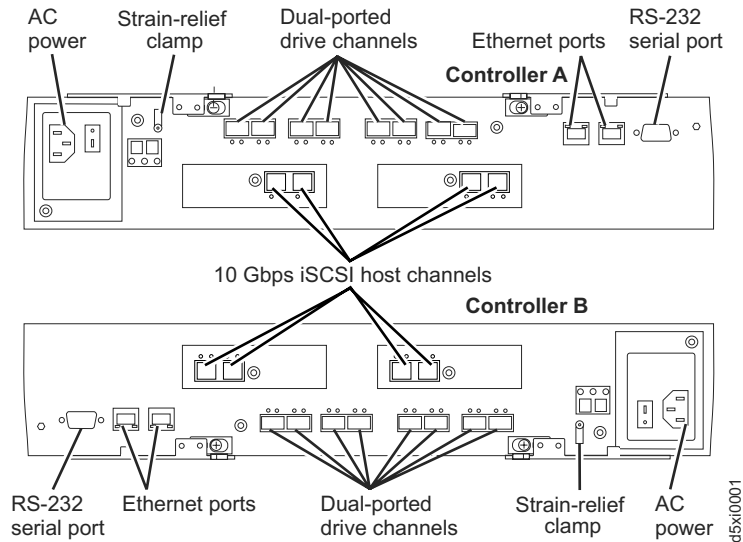 AC
power
Strain-relief
clamp
Dual-ported
drive channels
Ethernet ports
RS-232
serial port
Controller A
10 Gbps iSCSI host channels
Controller B
RS-232
serial port
Ethernet ports
Dual-ported
drive channels
Strain-relief
clamp
AC
power
d5xi0001